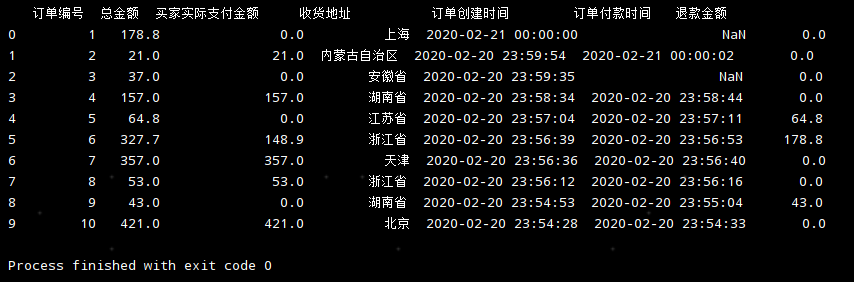 订单编号 总金额 买家实际支付金额 收货地址 订单创建时间 订单付款时间 退款金额
0 1 178.8 0.0 上海 2020-02-21 00:00:00 NaN 0.0
1 2 21.0 21.0 内蒙古自治区 2020-02-20 23:59:54 2020-02-21 00:00:02 0.0
2 3 37.0 0.0 安徽省 2020-02-20 23:59:35 NaN 0.0
3 4 157.0 157.0 湖南省 2020-02-20 23:58:34 2020-02-20 23:58:44 0.0
4 5 64.8 0.0 江苏省 2020-02-20 23:57:04 2020-02-20 23:57:11 64.8
5 6 327.7 148.9 浙江省 2020-02-20 23:56:39 2020-02-20 23:56:53 178.8
6 7 357.0 357.0 天津 2020-02-20 23:56:36 2020-02-20 23:56:40 0.0
7 8 53.0 53.0 浙江省 2020-02-20 23:56:12 2020-02-20 23:56:16 0.0
8 9 43.0 0.0 湖南省 2020-02-20 23:54:53 2020-02-20 23:55:04 43.0
9 10 421.0 421.0 北京 2020-02-20 23:54:28 2020-02-20 23:54:33 0.0
Process finished with exit code 0